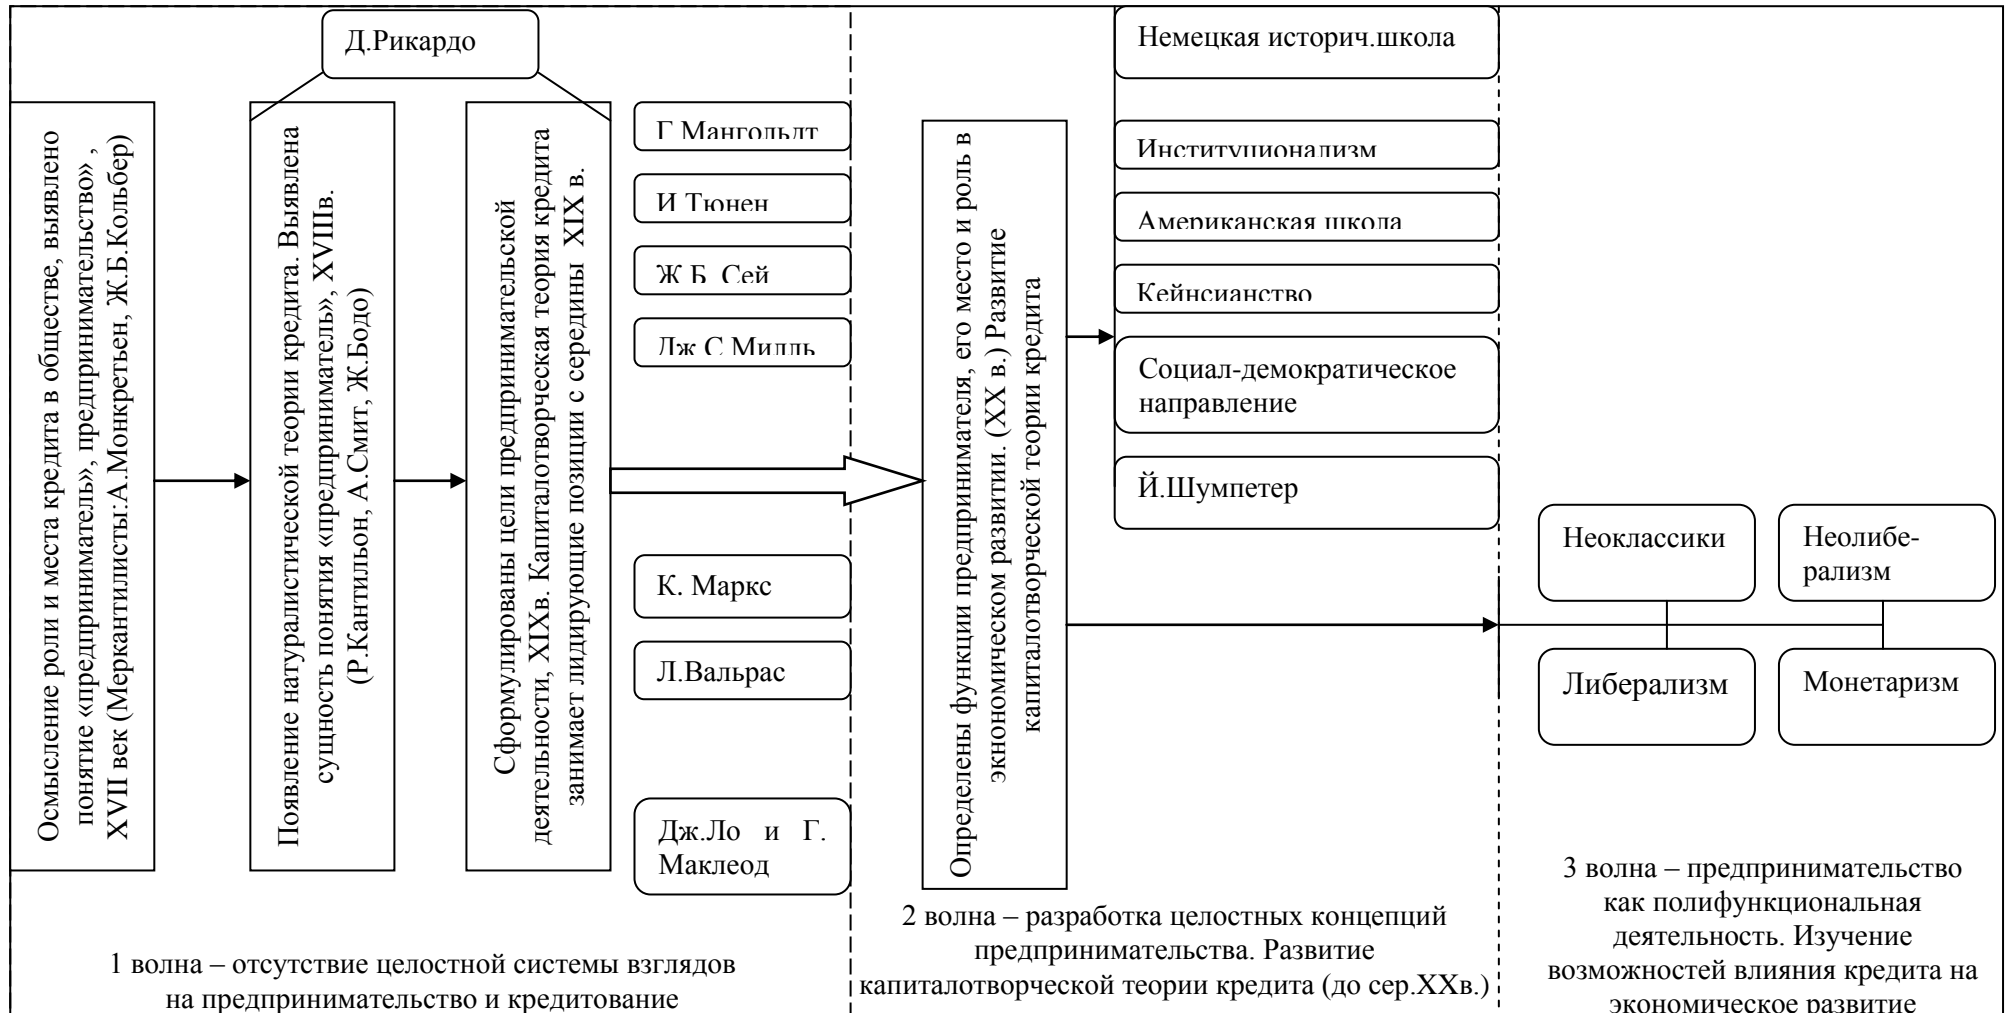 Д.Рикардо
Осмысление роли и места кредита в обществе, выявлено
понятие «предприниматель», предпринимательство» ,
XVII век (Меркантилисты:А.Монкретьен, Ж.Б.Кольбер)
Появление натуралистической теории кредита. Выявлена
сущность понятия «предприниматель», XVIIIв.
(Р.Кантильон, А.Смит, Ж.Бодо)
Сформулированы цели предпринимательской
деятельности, XIXв. Капиталотворческая теория кредита
занимает лидирующие позиции с середины XIX в.
Г.Мангольдт
И.Тюнен
Ж.Б. Сей
Дж.С.Милль
К. Маркс
Л.Вальрас
Дж.Ло и Г.
Маклеод
1 волна – отсутствие целостной системы взглядов
на предпринимательство и кредитование
Определены функции предпринимателя, его место и роль в
экнономическом развитии. (XX в.) Развитие
капиталотворческой теории кредита
Немецкая историч.школа
Институционализм
Американская школа
Кейнсианство
Социал-демократическое
направление
Й.Шумпетер
2 волна – разработка целостных концепций
предпринимательства. Развитие
капиталотворческой теории кредита (до сер.XXв.)
Неоклассики
Неолибе-
рализм
Либерализм
Монетаризм
3 волна – предпринимательство
как полифункциональная
деятельность. Изучение
возможностей влияния кредита на
экономическое развитие